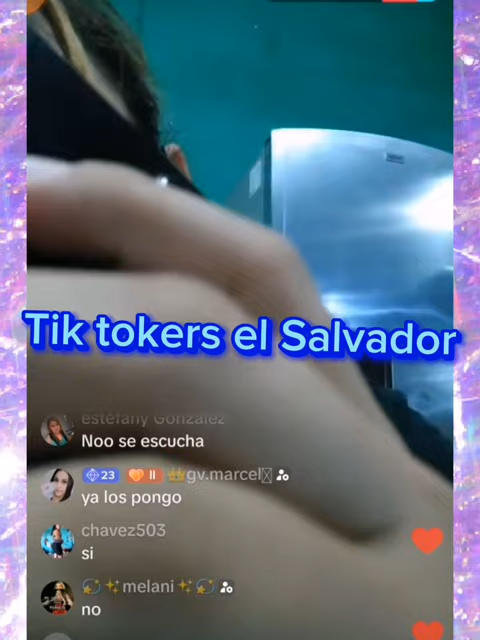 Tik tokers el Salvador
estefany Gonzalez
Noo se escucha
23 II gv.marcel
ya los pongo
chavez503
si
melani
no